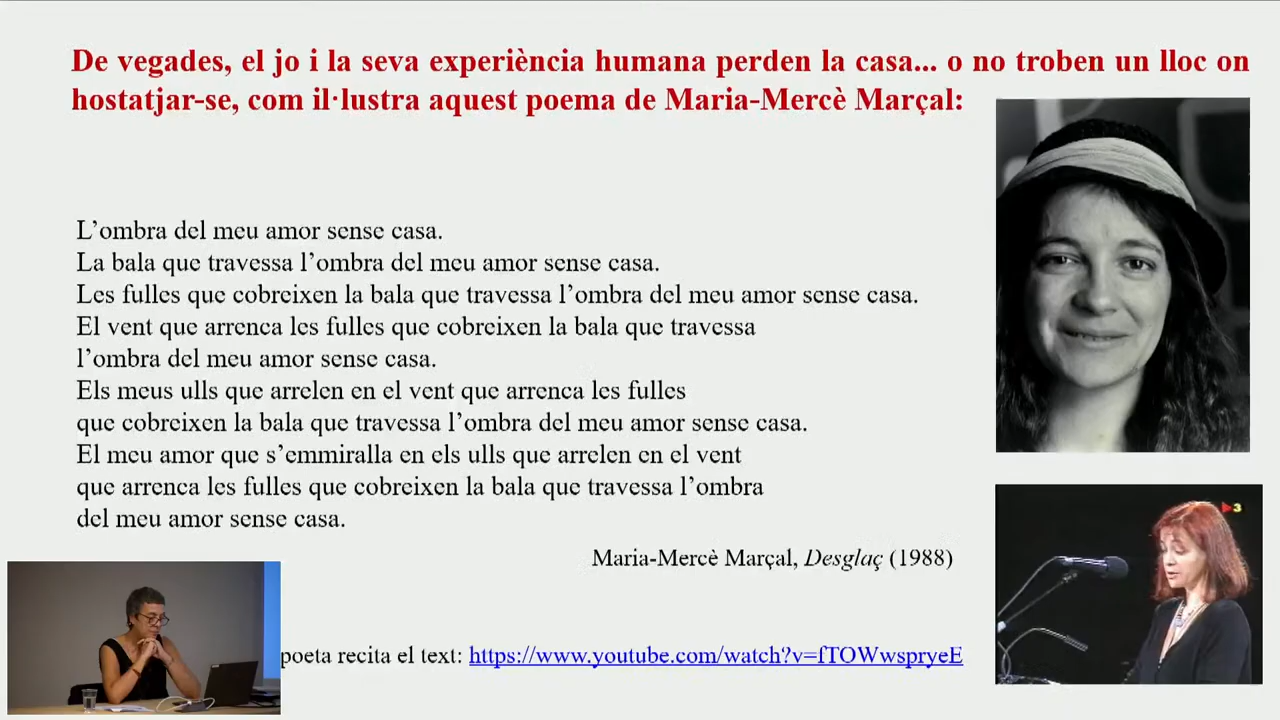 De vegades, el jo i la seva experiència humana perden la casa... o no troben un lloc on
hostatjar-se, com il·lustra aquest poema de Maria-Mercè Marçal:
L’ombra del meu amor sense casa.
La bala que travessa l’ombra del meu amor sense casa.
Les fulles que cobreixen la bala que travessa l’ombra del meu amor sense casa.
El vent que arrenca les fulles que cobreixen la bala que travessa
l’ombra del meu amor sense casa.
Els meus ulls que arrelen en el vent que arrenca les fulles
que cobreixen la bala que travessa l’ombra del meu amor sense casa.
El meu amor que s’emmiralla en els ulls que arrelen en el vent
que arrenca les fulles que cobreixen la bala que travessa l’ombra
del meu amor sense casa.
Maria-Mercè Marçal, Desglaç (1988)
3
poeta recita el text: https://www.youtube.com/watch?v=fTOWwspryeE